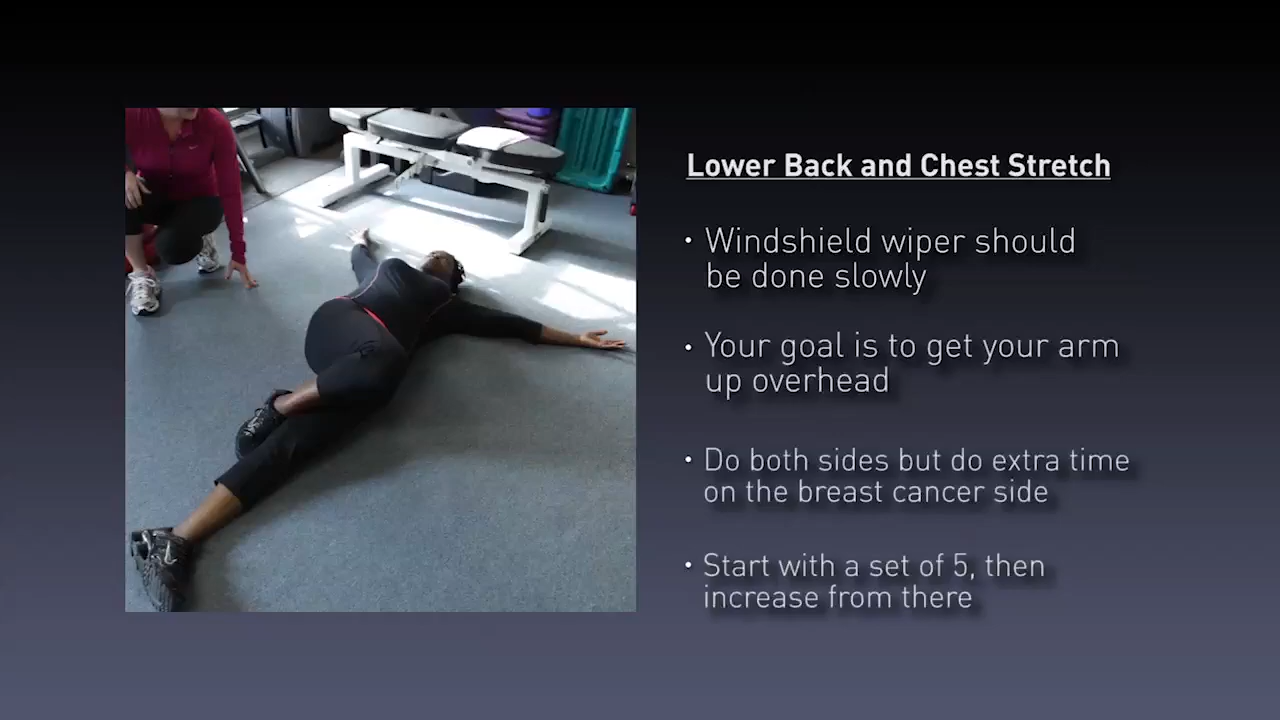 Lower Back and Chest Stretch
• Windshield wiper should
be done slowly
• Your goal is to get your arm
up overhead
• Do both sides but do extra time
on the breast cancer side
• Start with a set of 5, then
increase from there